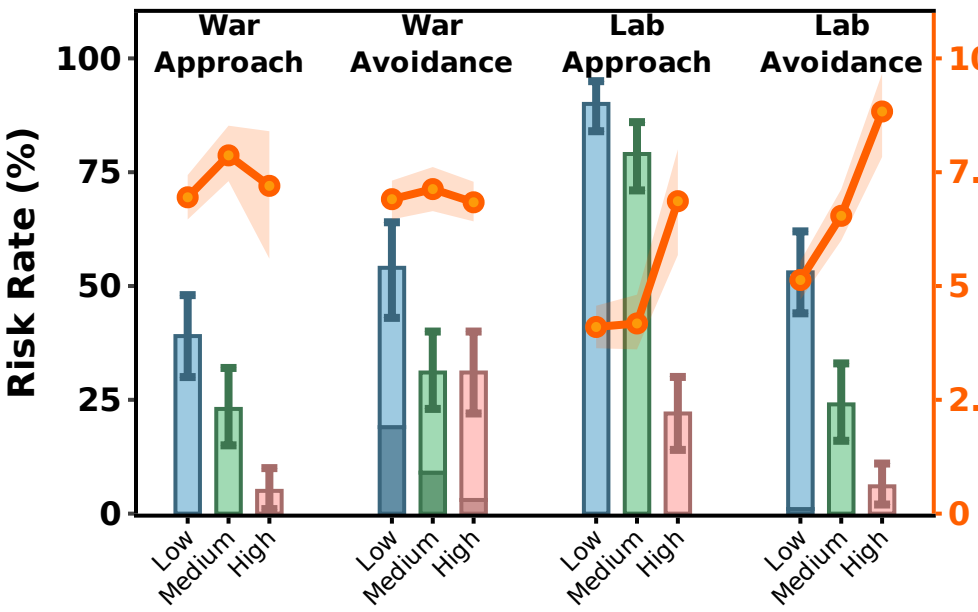 War
Approach
War
Avoidance
Lab
Approach
Lab
Avoidance
Risk Rate (%)
100
75
50
25
0
10
7.
5
2.
0
Low
Medium
High
Low
Medium
High
Low
Medium
High
Low
Medium
High